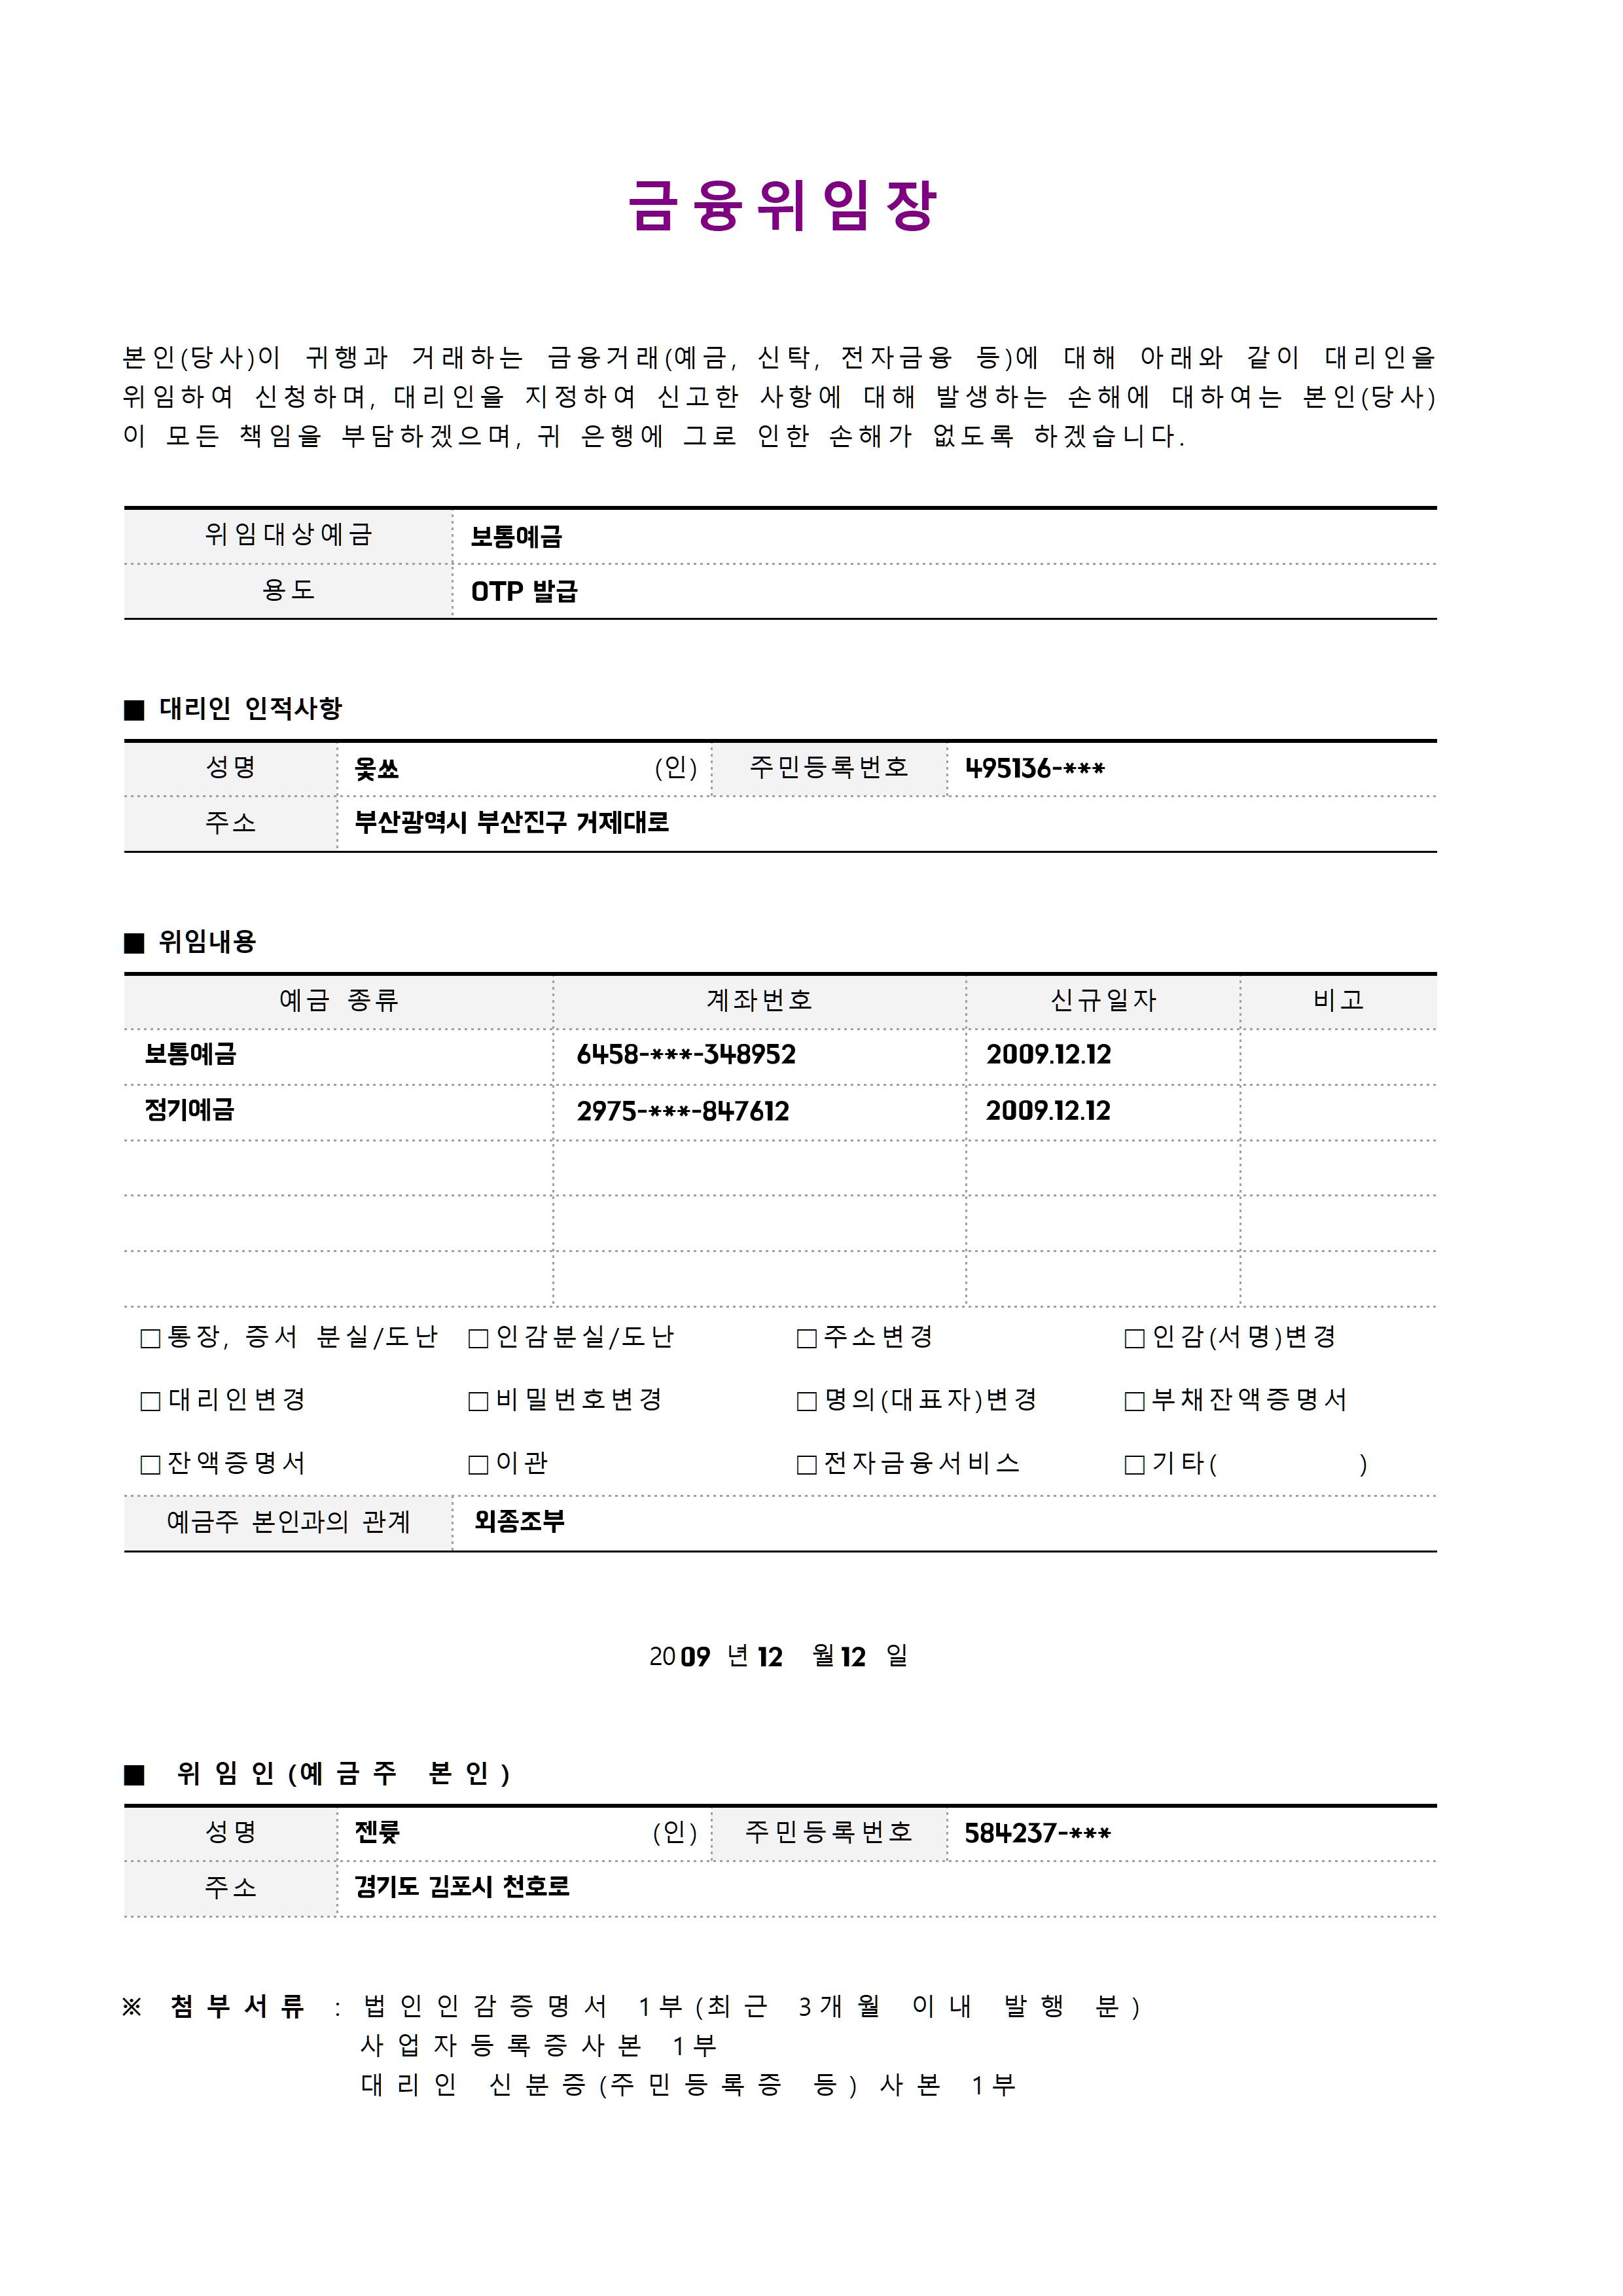 금융위임장
본인(당사)이 귀행과 거래하는 금융거래(예금, 신탁, 전자금융 등)에 대해 아래와 같이 대리인을
위임하여 신청하며, 대리인을 지정하여 신고한 사항에 대해 발생하는 손해에 대하여는 본인(당사)
이 모든 책임을 부담하겠으며, 귀 은행에 그로 인한 손해가 없도록 하겠습니다.
위임대상예금 보통예금
용도 OTP 발급
■ 대리인 인적사항
성명 옻쑈 (인) 주민등록번호 495136-***
주소 부산광역시 부산진구 거제대로
■ 위임내용
예금 종류 계좌번호 신규일자 비고
보통예금 6458-***-348952 2009.12.12
정기예금 2975-***-847612 2009.12.12
□통장, 증서 분실/도난 □인감분실/도난 □주소변경 □인감(서명)변경
□대리인변경 □비밀번호변경 □명의(대표자)변경 □부채잔액증명서
□잔액증명서 □이관 □전자금융서비스 □기타( )
예금주 본인과의 관계 외종조부
2009 년 12 월 12 일
■ 위임인(예금주 본인)
성명 젠륮 (인) 주민등록번호 584237-***
주소 경기도 김포시 천호로
※ 첨부서류 : 법인인감증명서 1부(최근 3개월 이내 발행 분)
사업자등록증사본 1부
대리인 신분증(주민등록증 등) 사본 1부